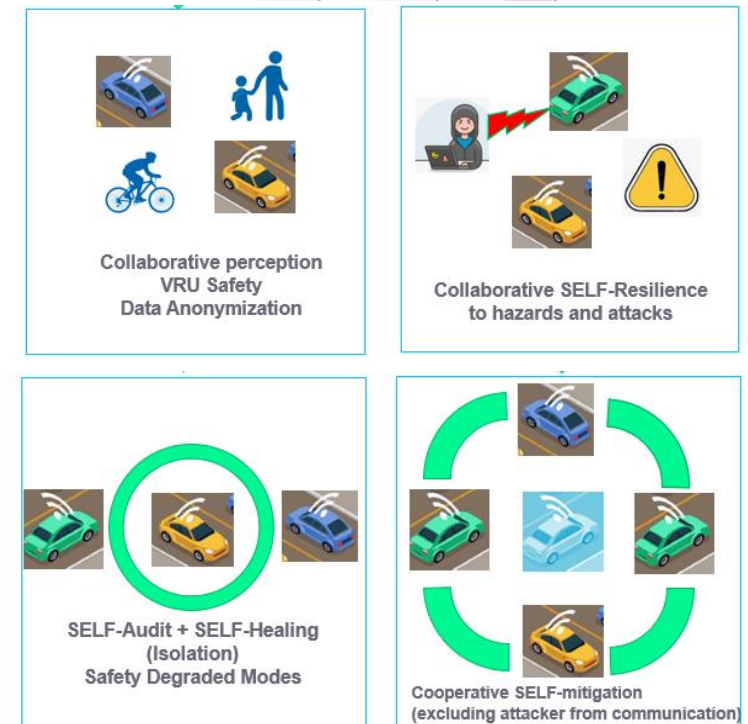 Collaborative perception
VRU Safety
Data Anonymization
Collaborative SELF-Resilience
to hazards and attacks
SELF-Audit + SELF-Healing
(Isolation)
Safety Degraded Modes
Cooperative SELF-mitigation
(excluding attacker from communication)